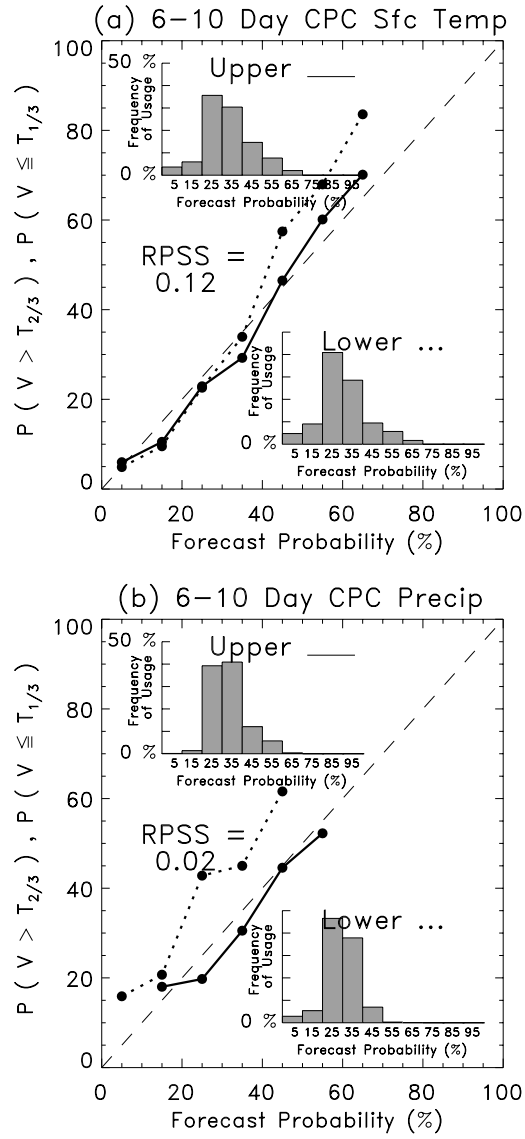 (a) 6-10 Day CPC Sfc Temp
100
80
60
40
20
0
P ( V > T2/3 ) , P ( V ≦ T1/3 )
50 %
0 %
Frequency
of Usage
Upper ___
5 15 25 35 45 55 65 75 85 95
Forecast Probability (%)
RPSS =
0.12
Lower ...
Frequency
of Usage
0 %
5 15 25 35 45 55 65 75 85 95
Forecast Probability (%)
0 20 40 60 80 100
Forecast Probability (%)
(b) 6-10 Day CPC Precip
100
80
60
40
20
0
P ( V > T2/3 ) , P ( V ≦ T1/3 )
50 %
0 %
Frequency
of Usage
Upper ___
5 15 25 35 45 55 65 75 85 95
Forecast Probability (%)
RPSS =
0.02
Lower ...
Frequency
of Usage
0 %
5 15 25 35 45 55 65 75 85 95
Forecast Probability (%)
0 20 40 60 80 100
Forecast Probability (%)